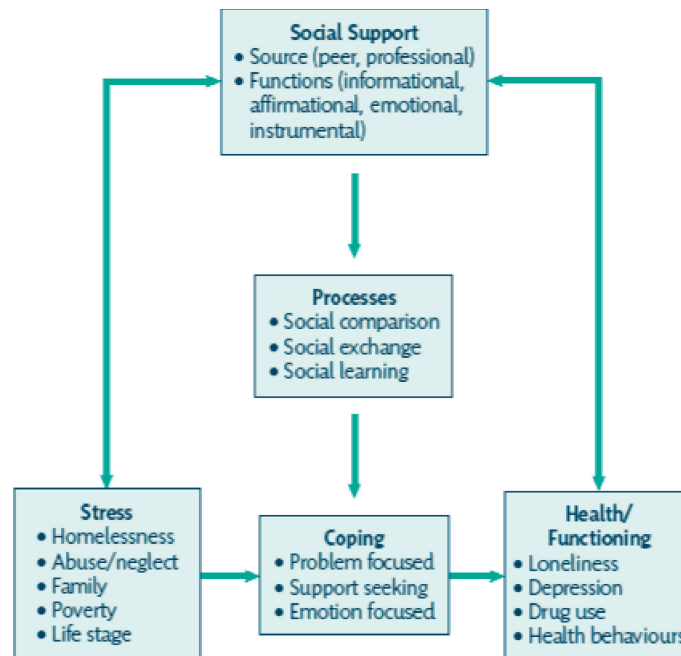 Social Support
• Source (peer, professional)
• Functions (informational,
affirmational, emotional,
instrumental)
Processes
• Social comparison
• Social exchange
• Social learning
Stress
• Homelessness
• Abuse/neglect
• Family
• Poverty
• Life stage
Coping
• Problem focused
• Support seeking
• Emotion focused
Health/
Functioning
• Loneliness
• Depression
• Drug use
• Health behaviours